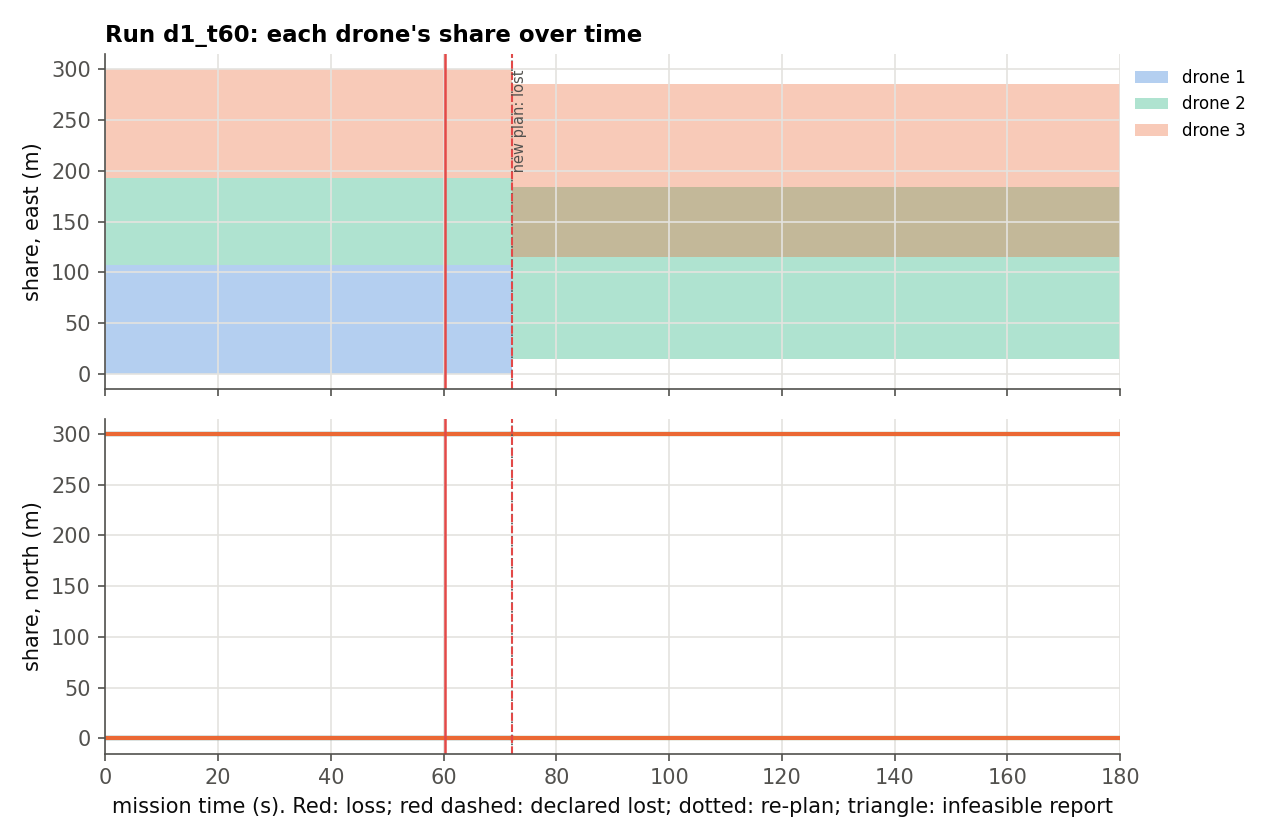 Run d1_t60: each drone's share over time
300
250
200
150
100
50
0
share, east (m)
new plan: lost
drone 1
drone 2
drone 3
300
250
200
150
100
50
0
share, north (m)
0 20 40 60 80 100 120 140 160 180
mission time (s). Red: loss; red dashed: declared lost; dotted: re-plan; triangle: infeasible report